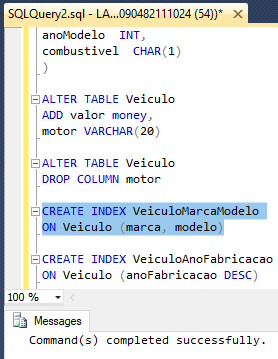 SQLQuery2.sql - LA...090482111024 (54))*
anoModelo INT,
combustivel CHAR(1)
)
ALTER TABLE Veiculo
ADD valor money,
motor VARCHAR(20)
ALTER TABLE Veiculo
DROP COLUMN motor
CREATE INDEX VeiculoMarcaModelo
ON Veiculo (marca, modelo)
CREATE INDEX VeiculoAnoFabricacao
ON Veiculo (anoFabricacao DESC)
100 %
Messages
Command(s) completed successfully.